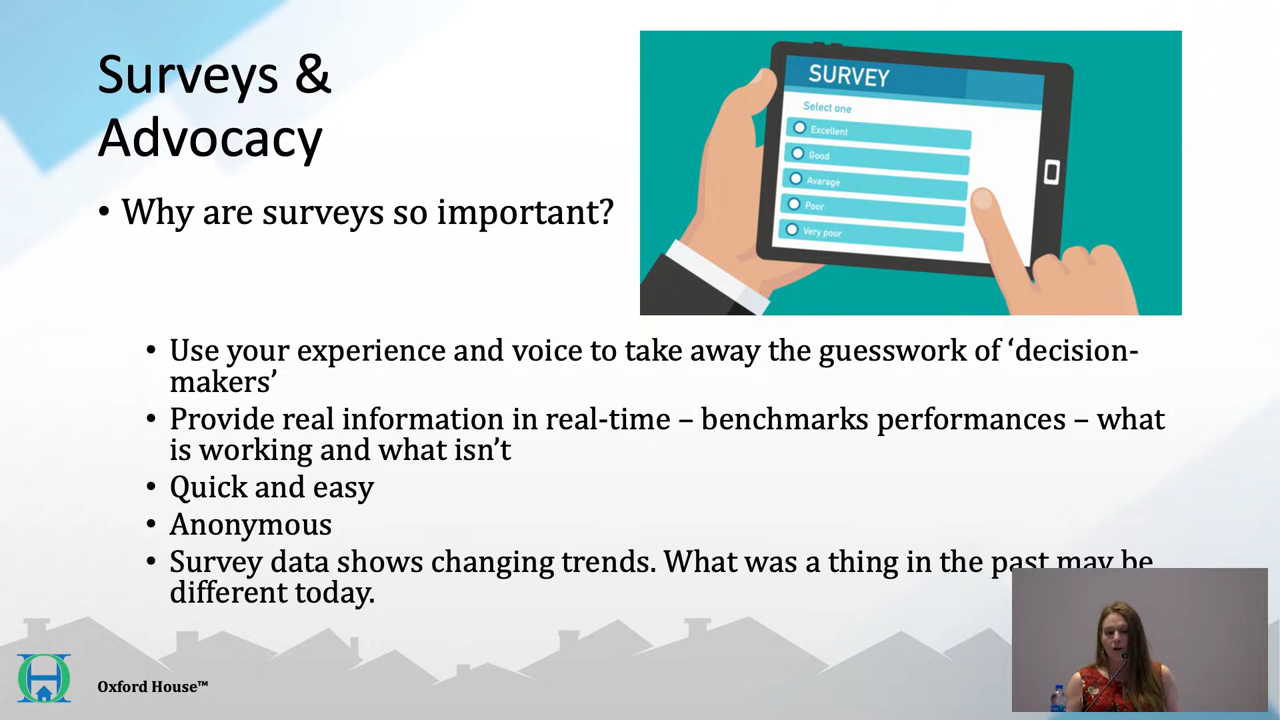 Surveys &
Advocacy
• Why are surveys so important?
SURVEY
Select one
Excellent
Good
Avarage
Poor
Very poor
• Use your experience and voice to take away the guesswork of ‘decision-
makers’
• Provide real information in real-time – benchmarks performances – what
is working and what isn’t
• Quick and easy
• Anonymous
• Survey data shows changing trends. What was a thing in the past may be
different today.
Oxford House™